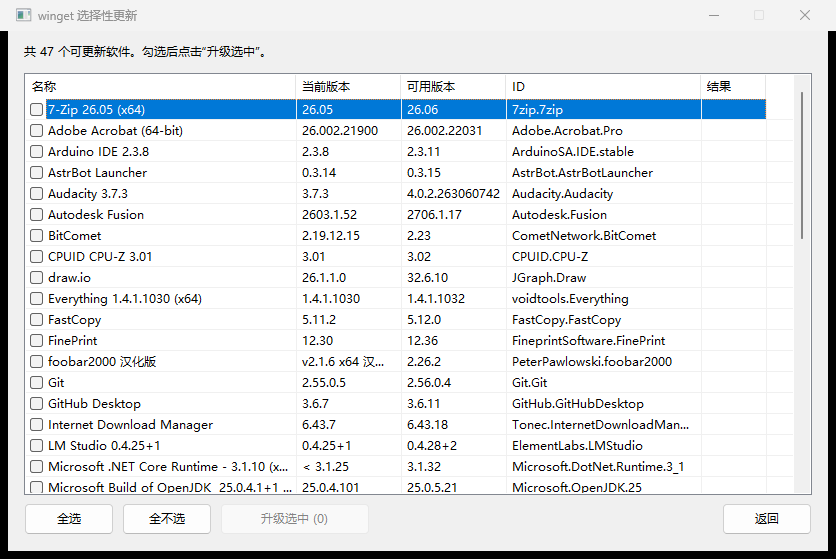 winget 选择性更新
共 47 个可更新软件。勾选后点击“升级选中”。
名称 当前版本 可用版本 ID 结果
7-Zip 26.05 (x64) 26.05 26.06 7zip.7zip
Adobe Acrobat (64-bit) 26.002.21900 26.002.22031 Adobe.Acrobat.Pro
Arduino IDE 2.3.8 2.3.8 2.3.11 ArduinoSA.IDE.stable
AstrBot Launcher 0.3.14 0.3.15 AstrBot.AstrBotLauncher
Audacity 3.7.3 3.7.3 4.0.2.263060742 Audacity.Audacity
Autodesk Fusion 2603.1.52 2706.1.17 Autodesk.Fusion
BitComet 2.19.12.15 2.23 CometNetwork.BitComet
CPUID CPU-Z 3.01 3.01 3.02 CPUID.CPU-Z
draw.io 26.1.1.0 32.6.10 JGraph.Draw
Everything 1.4.1.1030 (x64) 1.4.1.1030 1.4.1.1032 voidtools.Everything
FastCopy 5.11.2 5.12.0 FastCopy.FastCopy
FinePrint 12.30 12.36 FineprintSoftware.FinePrint
foobar2000 汉化版 v2.1.6 x64 汉... 2.26.2 PeterPawlowski.foobar2000
Git 2.55.0.5 2.56.0.4 Git.Git
GitHub Desktop 3.6.7 3.6.11 GitHub.GitHubDesktop
Internet Download Manager 6.43.7 6.43.18 Tonec.InternetDownloadMan...
LM Studio 0.4.25+1 0.4.25+1 0.4.28+2 ElementLabs.LMStudio
Microsoft .NET Core Runtime - 3.1.10 (x... < 3.1.25 3.1.32 Microsoft.DotNet.Runtime.3_1
Microsoft Build of OpenJDK 25.0.4.1+1 ... 25.0.4.101 25.0.5.21 Microsoft.OpenJDK.25
全选 全不选 升级选中 (0) 返回